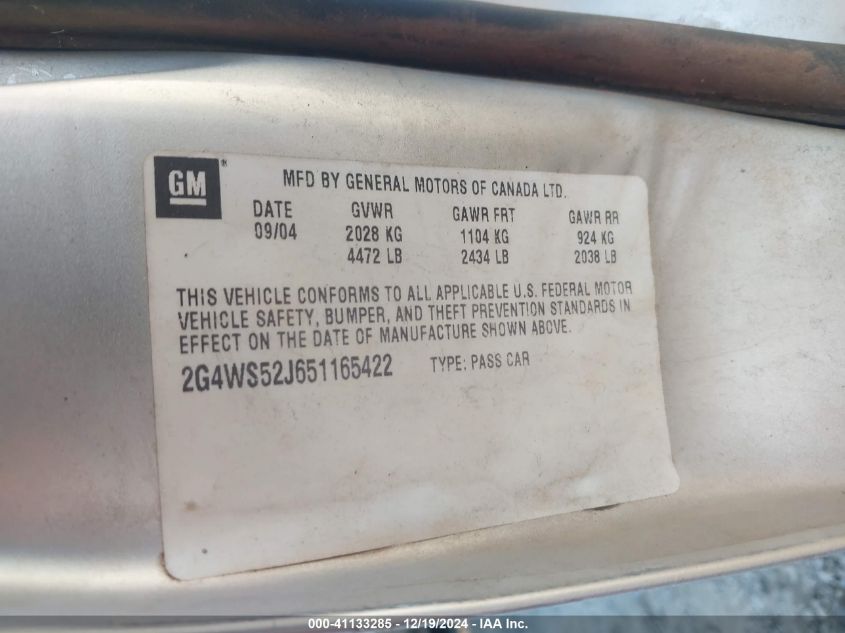 GM®
MFD BY GENERAL MOTORS OF CANADA LTD.
DATE GVWR GAWR FRT GAWR RR
09/04 2028 KG 1104 KG 924 KG
4472 LB 2434 LB 2038 LB
THIS VEHICLE CONFORMS TO ALL APPLICABLE U.S. FEDERAL MOTOR
VEHICLE SAFETY, BUMPER, AND THEFT PREVENTION STANDARDS IN
EFFECT ON THE DATE OF MANUFACTURE SHOWN ABOVE.
2G4WS52J651165422 TYPE: PASS CAR
000-41133285 - 12/19/2024 - © IAA, Inc.